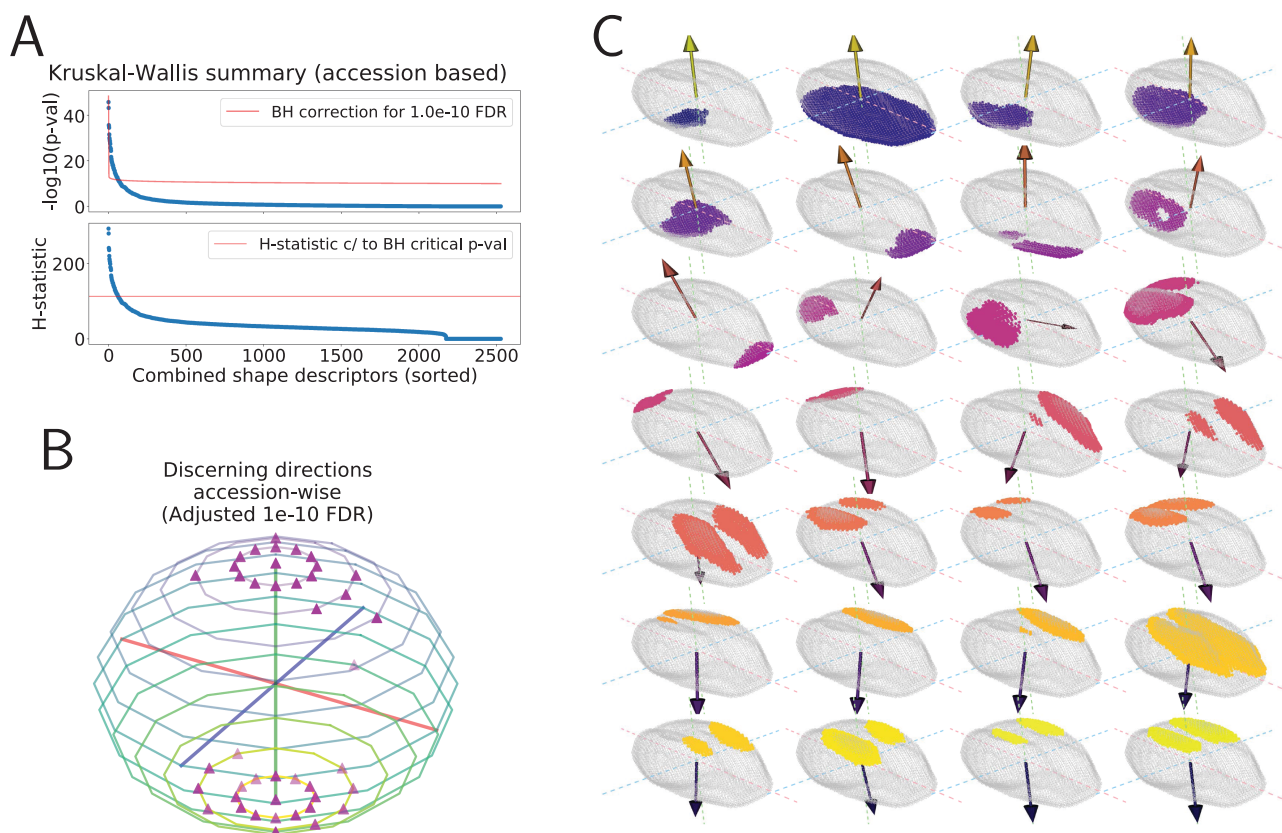 A
Kruskal-Wallis summary (accession based)
-log10(p-val)
40
20
0
BH correction for 1.0e-10 FDR
H-statistic
200
0
H-statistic c/ to BH critical p-val
0 500 1000 1500 2000 2500
Combined shape descriptors (sorted)
B
Discerning directions
accession-wise
(Adjusted 1e-10 FDR)
C